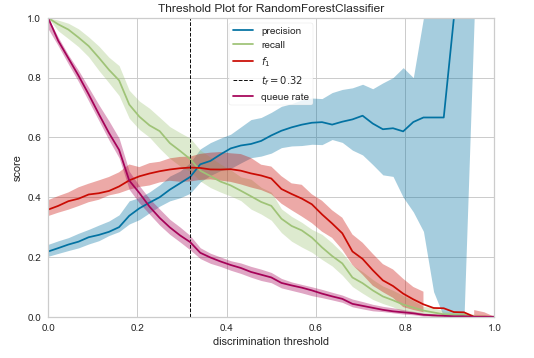 Threshold Plot for RandomForestClassifier
1.0
0.8
0.6
0.4
0.2
0.0
score
precision
recall
f1
tr=0.32
queue rate
0.0 0.2 0.4 0.6 0.8 1.0
discrimination threshold